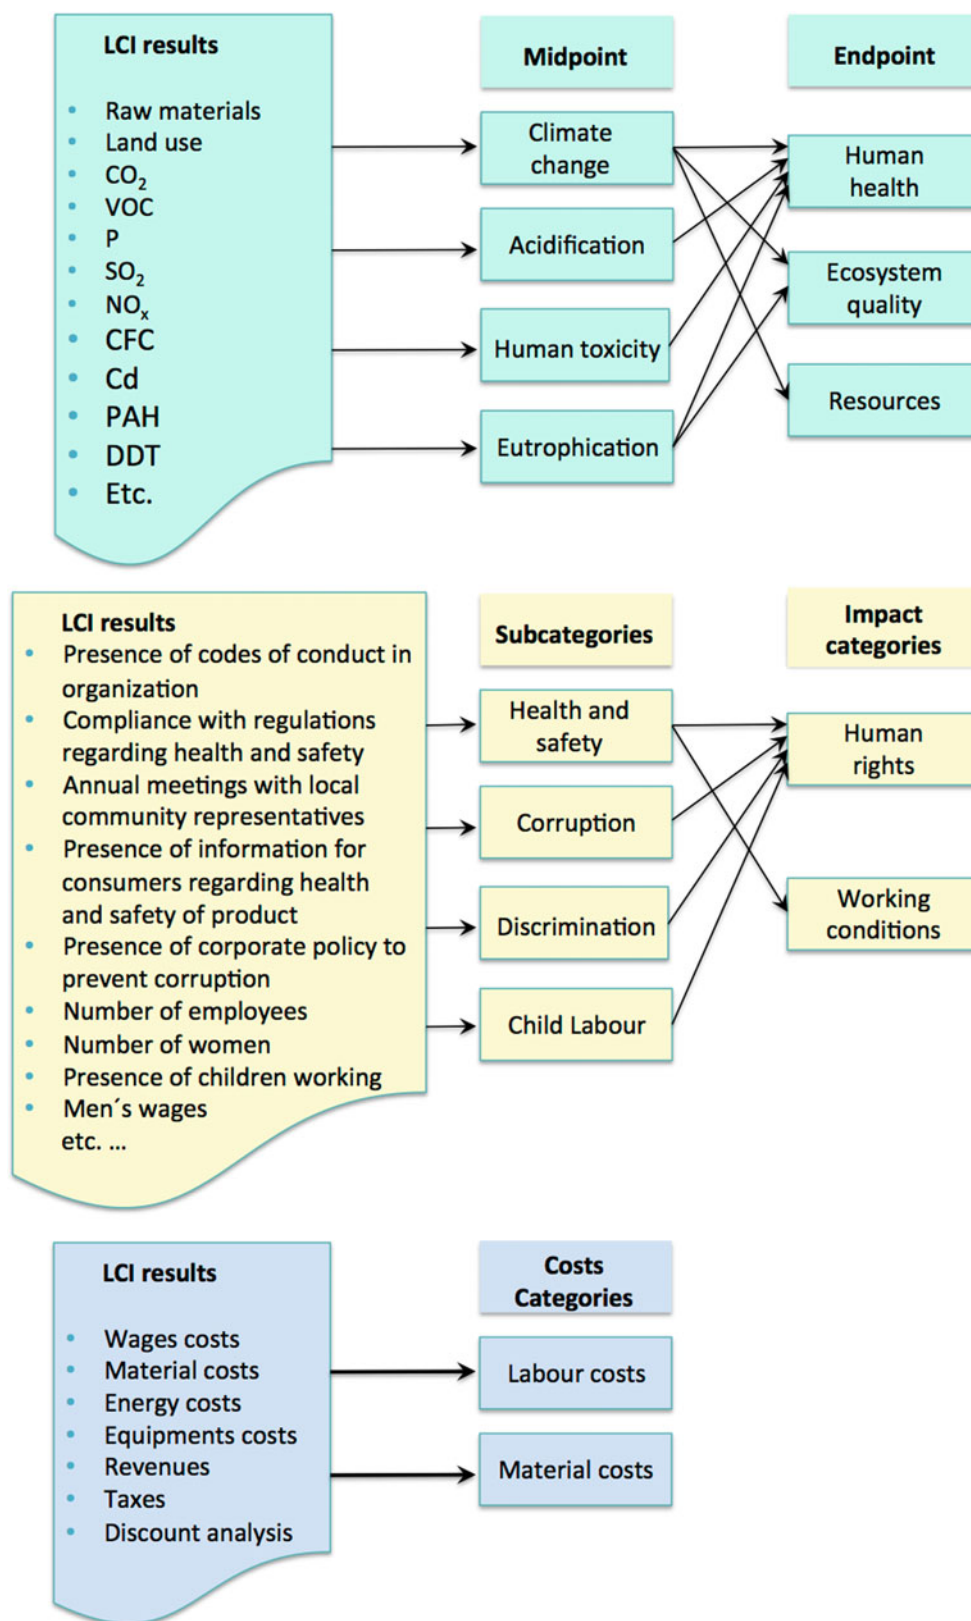 LCI results
• Raw materials
• Land use
• CO₂
• VOC
• P
• SO₂
• NOₓ
• CFC
• Cd
• PAH
• DDT
• Etc.
Midpoint
Climate
change
Acidification
Human toxicity
Eutrophication
Endpoint
Human
health
Ecosystem
quality
Resources
LCI results
• Presence of codes of conduct in
organization
• Compliance with regulations
regarding health and safety
• Annual meetings with local
community representatives
• Presence of information for
consumers regarding health
and safety of product
• Presence of corporate policy to
prevent corruption
• Number of employees
• Number of women
• Presence of children working
• Men´s wages
etc. ...
Subcategories
Health and
safety
Corruption
Discrimination
Child Labour
Impact
categories
Human
rights
Working
conditions
LCI results
• Wages costs
• Material costs
• Energy costs
• Equipments costs
• Revenues
• Taxes
• Discount analysis
Costs
Categories
Labour costs
Material costs